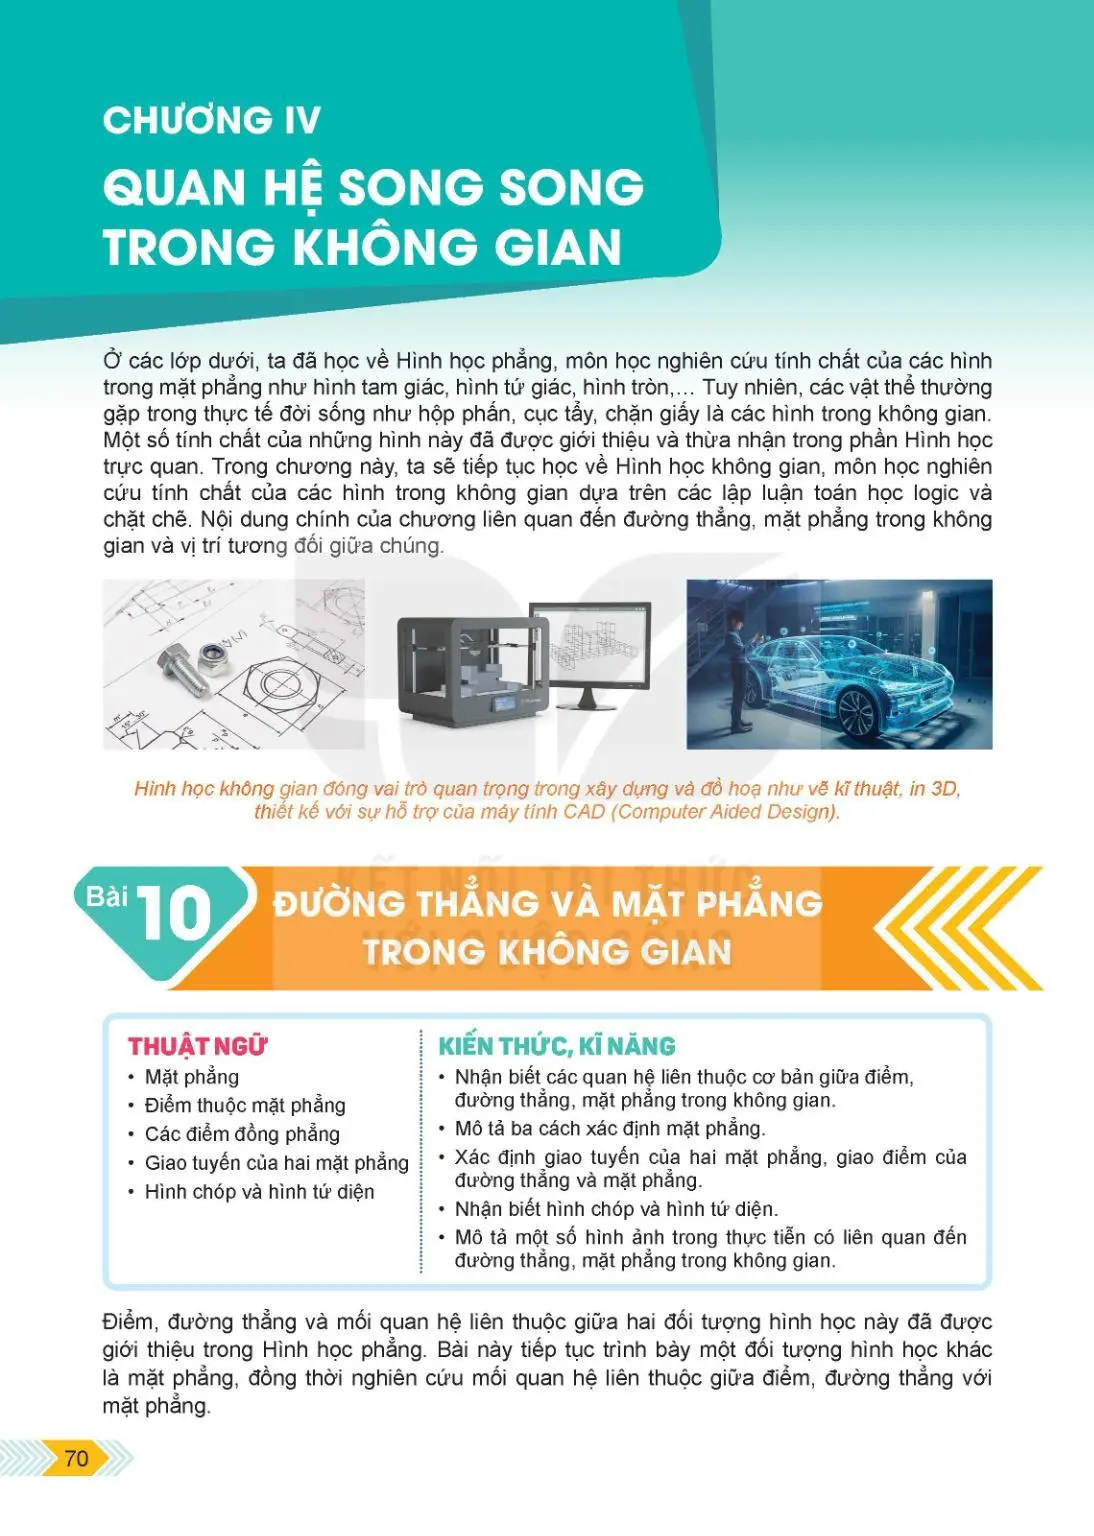 CHƯƠNG IV
QUAN HỆ SONG SONG
TRONG KHÔNG GIAN
Ở các lớp dưới, ta đã học về Hình học phẳng, môn học nghiên cứu tính chất của các hình
trong mặt phẳng như hình tam giác, hình tứ giác, hình tròn,... Tuy nhiên, các vật thể thường
gặp trong thực tế đời sống như hộp phấn, cục tẩy, chặn giấy là các hình trong không gian.
Một số tính chất của những hình này đã được giới thiệu và thừa nhận trong phần Hình học
trực quan. Trong chương này, ta sẽ tiếp tục học về Hình học không gian, môn học nghiên
cứu tính chất của các hình trong không gian dựa trên các lập luận toán học logic và
chặt chẽ. Nội dung chính của chương liên quan đến đường thẳng, mặt phẳng trong không
gian và vị trí tương đối giữa chúng.
Hình học không gian đóng vai trò quan trọng trong xây dựng và đồ hoạ như vẽ kĩ thuật, in 3D,
thiết kế với sự hỗ trợ của máy tính CAD (Computer Aided Design).
KẾT NỐI TRI THỨC
VỚI CUỘC SỐNG
Bài 10
ĐƯỜNG THẲNG VÀ MẶT PHẲNG
TRONG KHÔNG GIAN
THUẬT NGỮ
• Mặt phẳng
• Điểm thuộc mặt phẳng
• Các điểm đồng phẳng
• Giao tuyến của hai mặt phẳng
• Hình chóp và hình tứ diện
KIẾN THỨC, KĨ NĂNG
• Nhận biết các quan hệ liên thuộc cơ bản giữa điểm,
đường thẳng, mặt phẳng trong không gian.
• Mô tả ba cách xác định mặt phẳng.
• Xác định giao tuyến của hai mặt phẳng, giao điểm của
đường thẳng và mặt phẳng.
• Nhận biết hình chóp và hình tứ diện.
• Mô tả một số hình ảnh trong thực tiễn có liên quan đến
đường thẳng, mặt phẳng trong không gian.
Điểm, đường thẳng và mối quan hệ liên thuộc giữa hai đối tượng hình học này đã được
giới thiệu trong Hình học phẳng. Bài này tiếp tục trình bày một đối tượng hình học khác
là mặt phẳng, đồng thời nghiên cứu mối quan hệ liên thuộc giữa điểm, đường thẳng với
mặt phẳng.
70